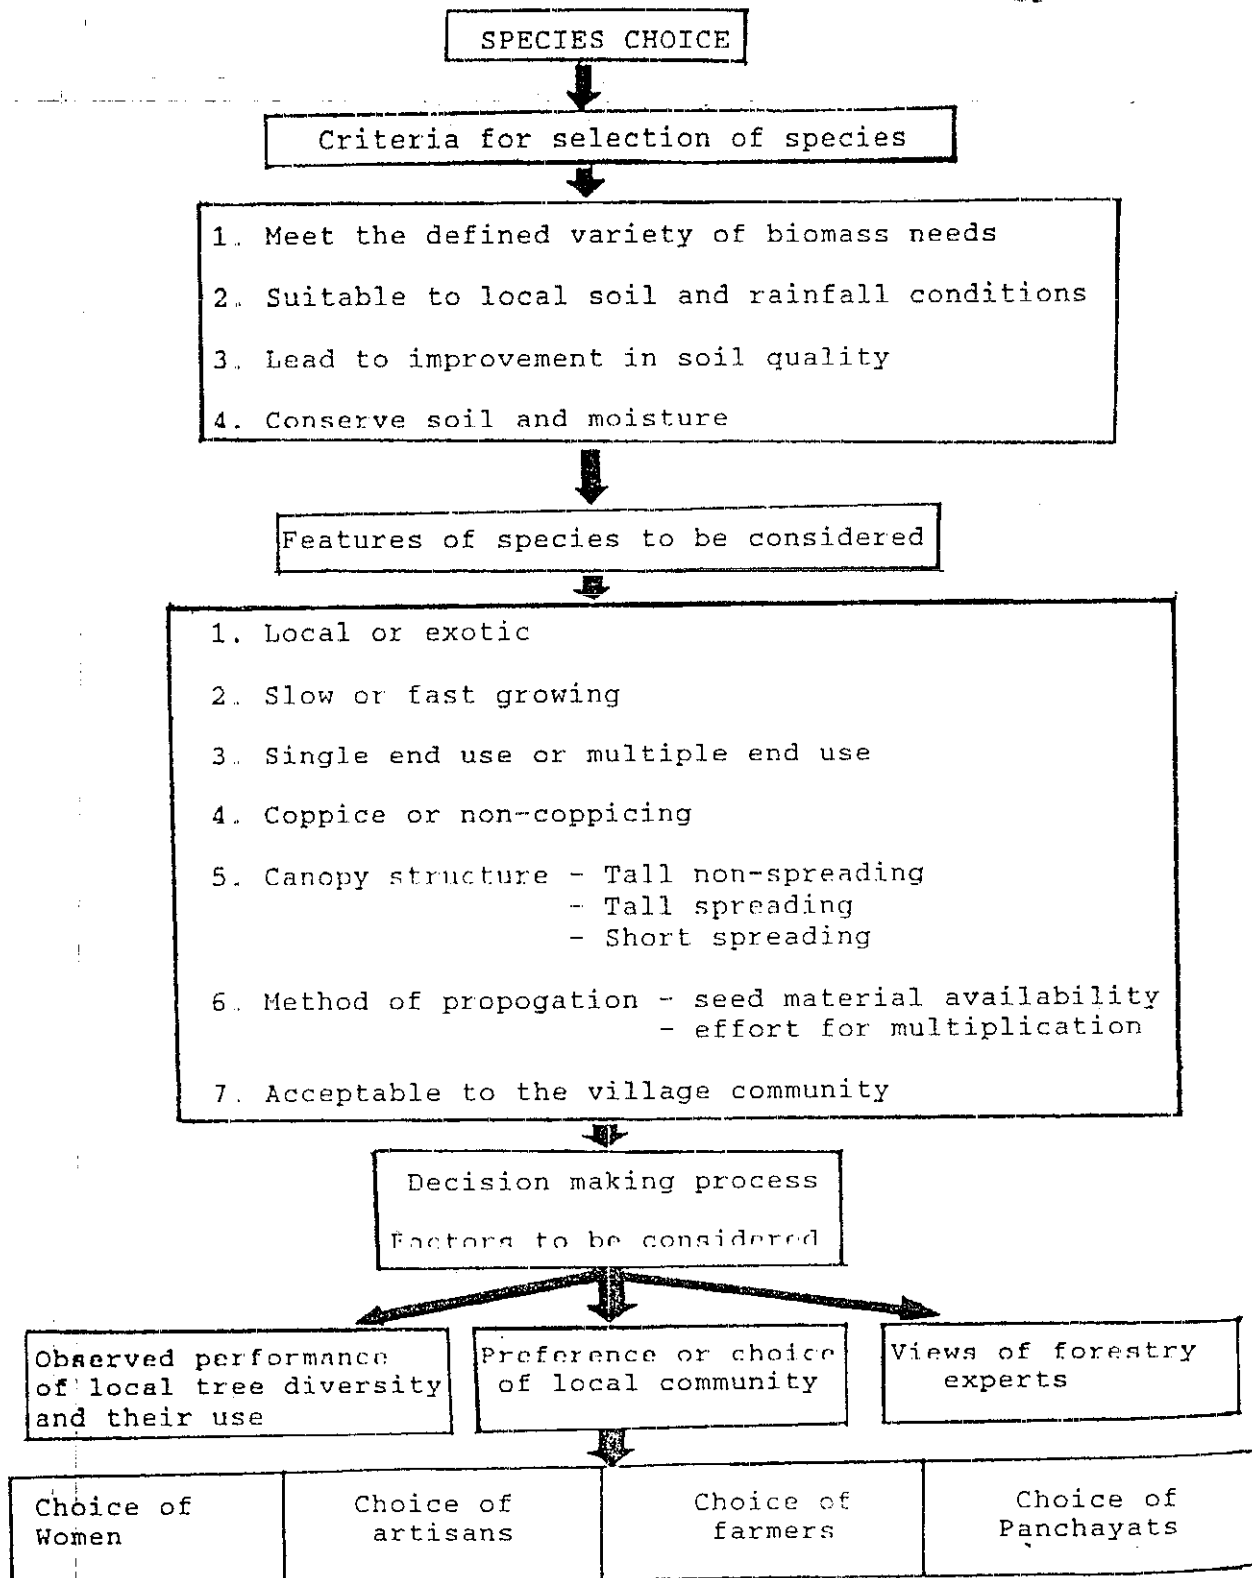 SPECIES CHOICE
Criteria for selection of species
1. Meet the defined variety of biomass needs
2. Suitable to local soil and rainfall conditions
3. Lead to improvement in soil quality
4. Conserve soil and moisture
Features of species to be considered
1. Local or exotic
2. Slow or fast growing
3. Single end use or multiple end use
4. Coppice or non-coppicing
5. Canopy structure - Tall non-spreading
- Tall spreading
- Short spreading
6. Method of propogation - seed material availability
- effort for multiplication
7. Acceptable to the village community
Decision making process
Factors to be considered
Observed performance
of local tree diversity
and their use
Preference or choice
of local community
Views of forestry
experts
Choice of
Women
Choice of
artisans
Choice of
farmers
Choice of
Panchayats